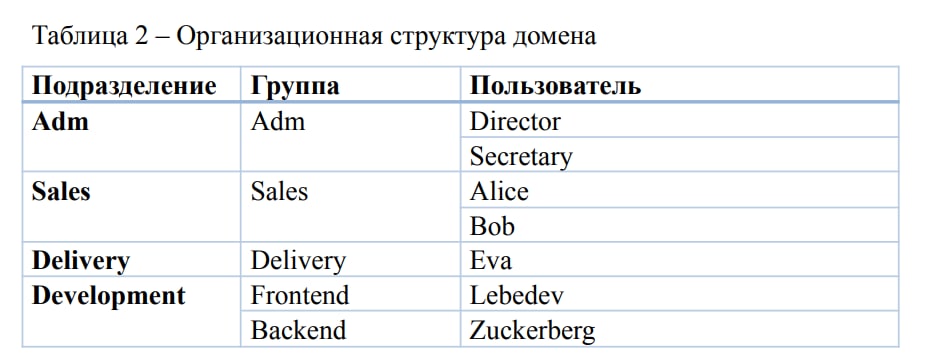 Таблица 2 – Организационная структура домена
Подразделение Группа Пользователь
Adm Adm Director
Secretary
Sales Sales Alice
Bob
Delivery Delivery Eva
Development Frontend Lebedev
Backend Zuckerberg